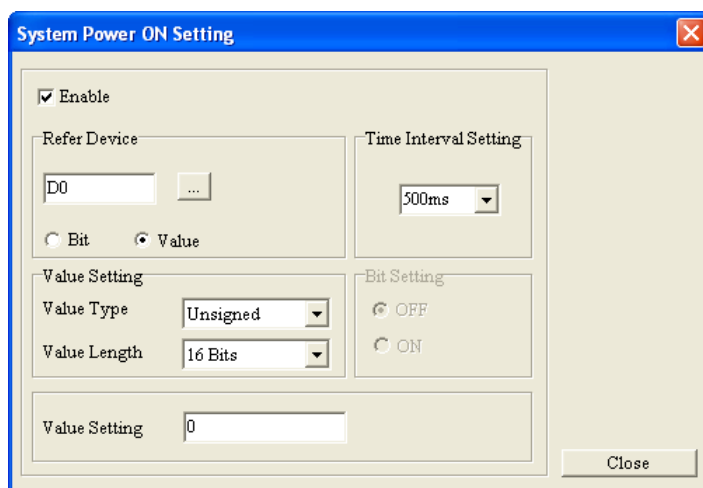 System Power ON Setting
Enable
Refer Device
D0
...
Bit
Value
Time Interval Setting
500ms
Value Setting
Value Type
Unsigned
Value Length
16 Bits
Bit Setting
OFF
ON
Value Setting
0
Close